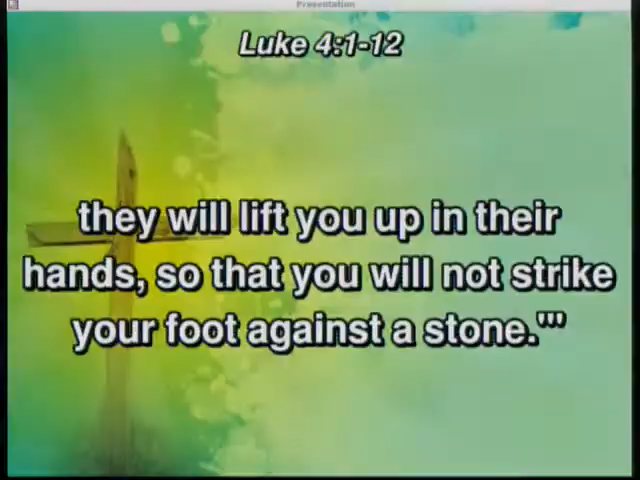 Presentation
Luke 4:1-12
they will lift you up in their
hands, so that you will not strike
your foot against a stone.'"